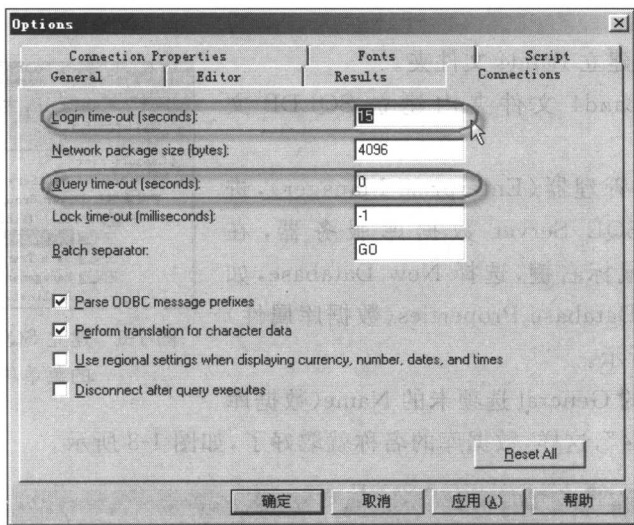 Options
Connection Properties Fonts Script
General Editor Results Connections
Login time-out (seconds): 15
Network package size (bytes): 4096
Query time-out (seconds): 0
Lock time-out (milliseconds): -1
Batch separator: GO
Parse ODBC message prefixes
Perform translation for character data
Use regional settings when displaying currency, number, dates, and times
Disconnect after query executes
Reset All
确定 取消 应用(A) 帮助